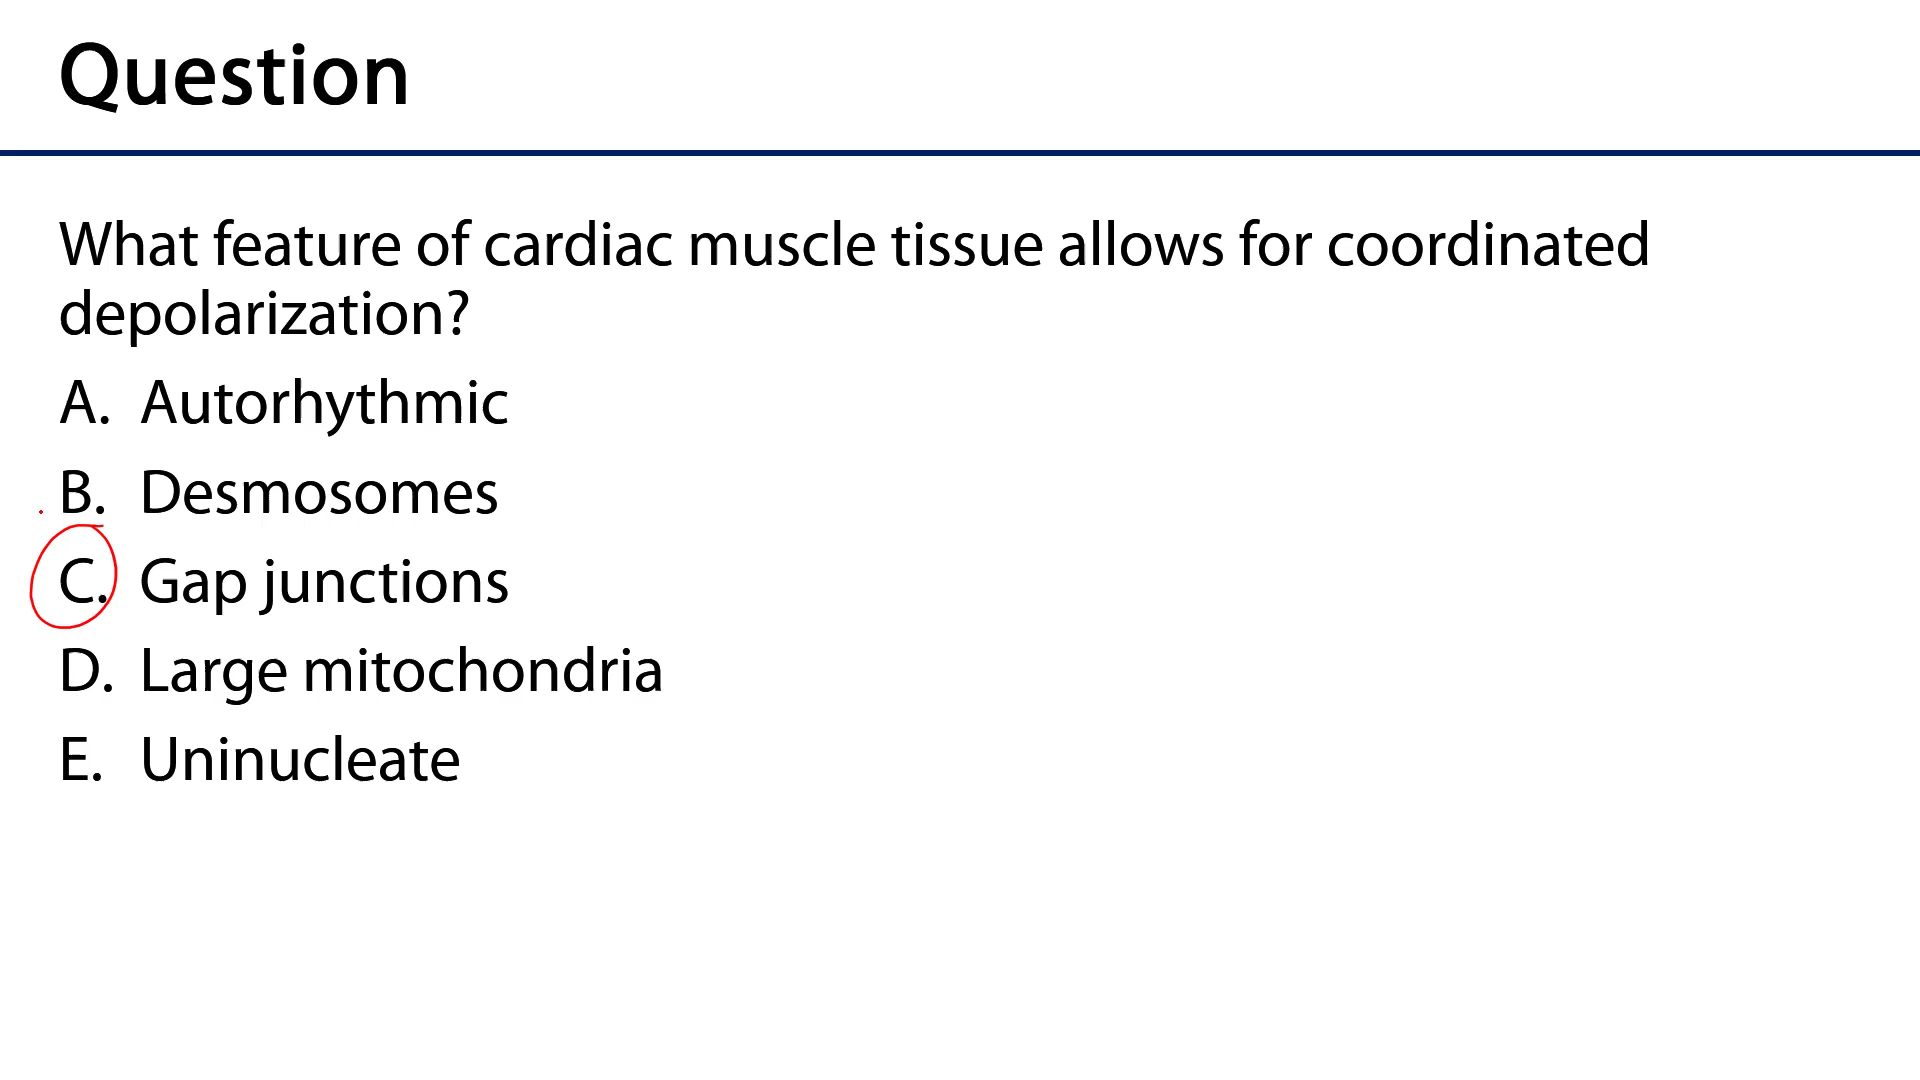 Question
What feature of cardiac muscle tissue allows for coordinated
depolarization?
A. Autorhythmic
B. Desmosomes
C. Gap junctions
D. Large mitochondria
E. Uninucleate